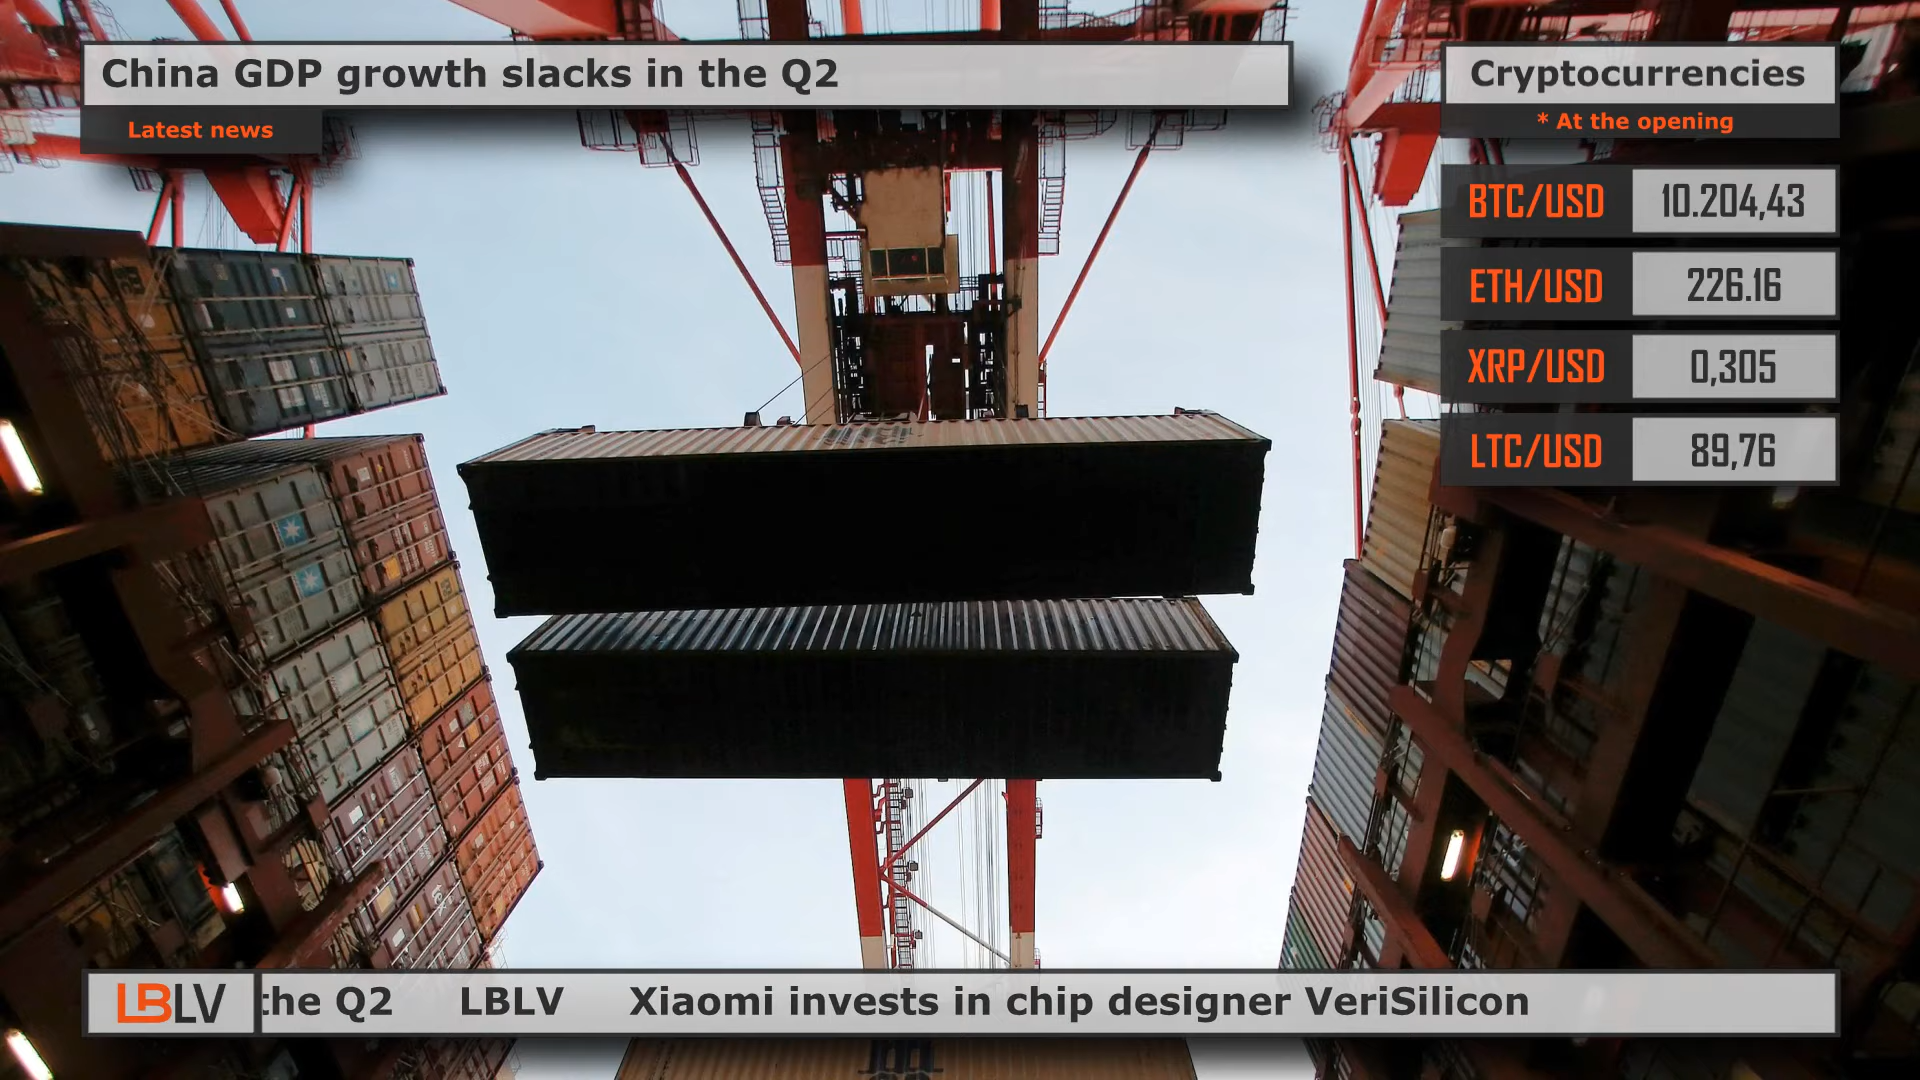 China GDP growth slacks in the Q2
Latest news
Cryptocurrencies
* At the opening
BTC/USD 10.204,43
ETH/USD 226.16
XRP/USD 0,305
LTC/USD 89,76
LBLV the Q2 LBLV Xiaomi invests in chip designer VeriSilicon